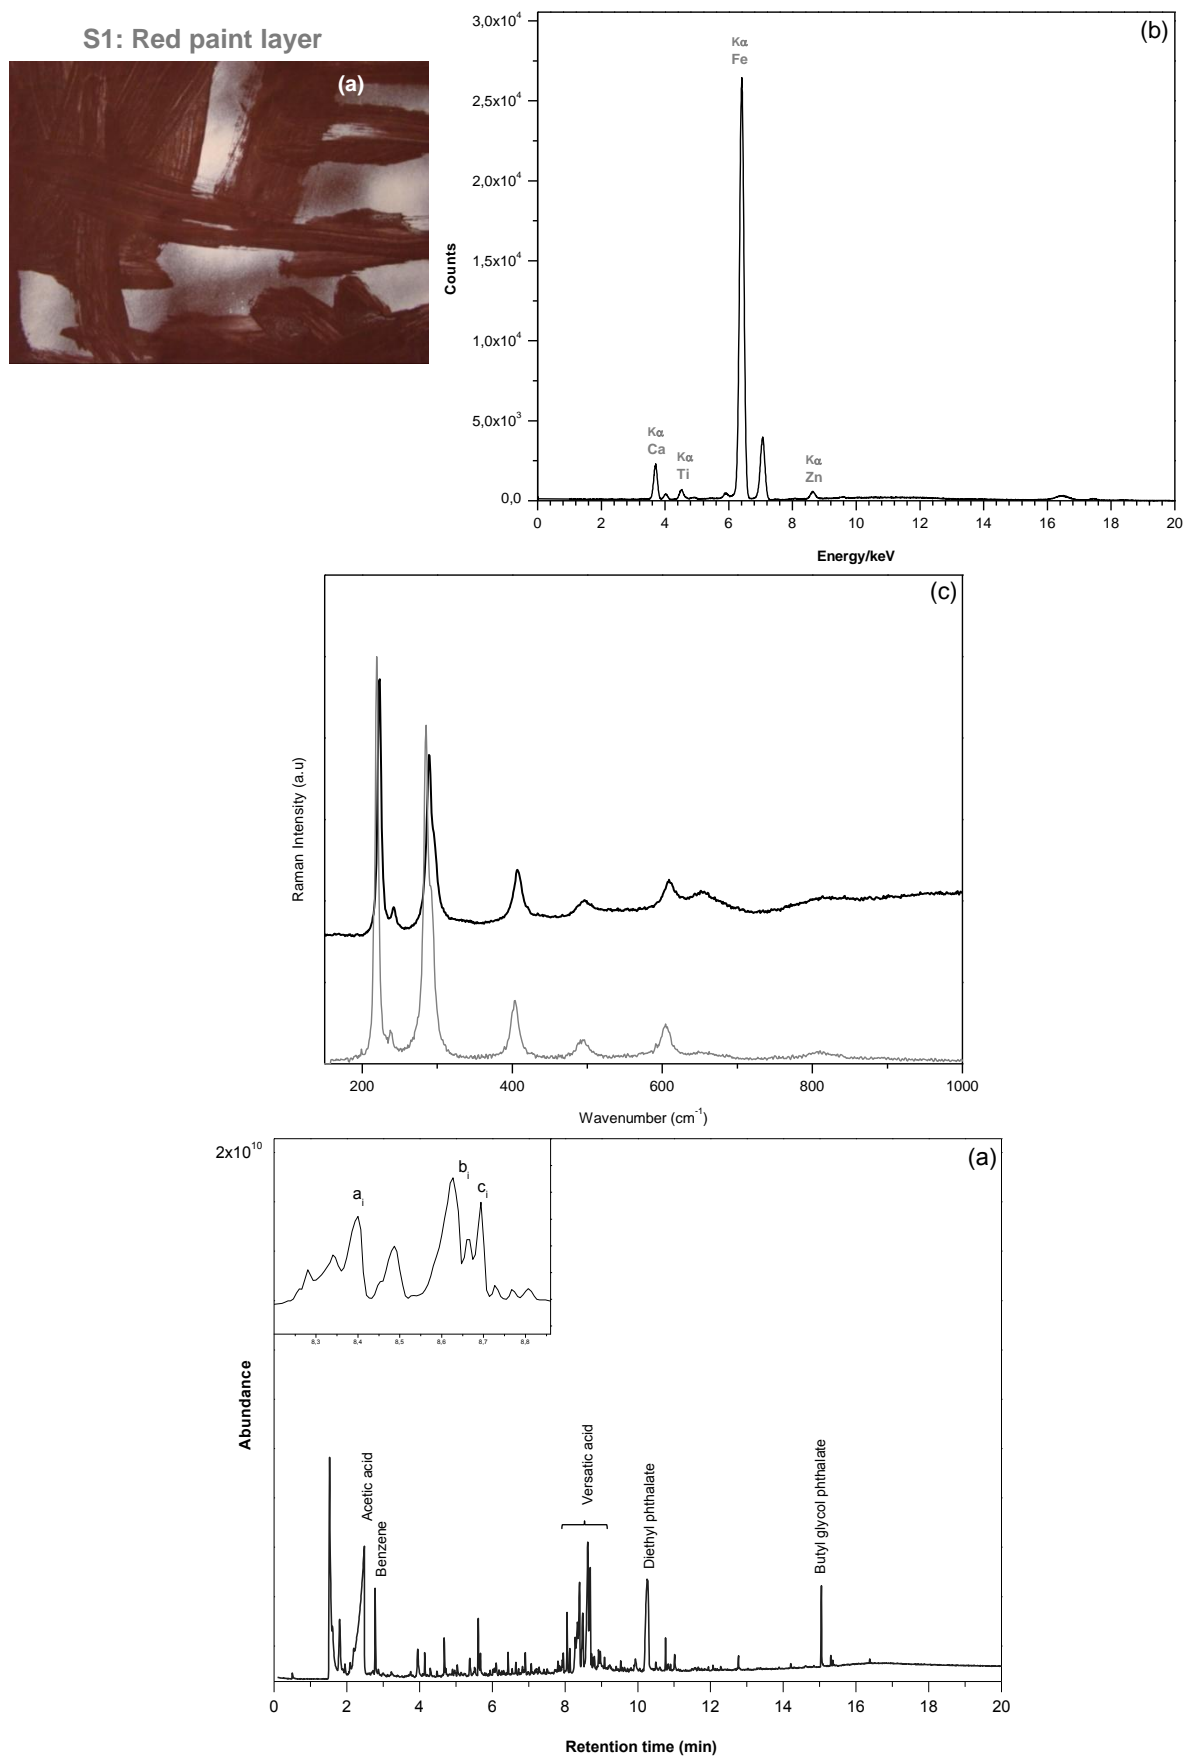 S1: Red paint layer
(a)
(b)
3,0x10⁴
2,5x10⁴
2,0x10⁴
1,5x10⁴
1,0x10⁴
5,0x10³
0,0
Counts
Kα
Fe
Kα
Ca
Kα
Ti
Kα
Zn
0 2 4 6 8 10 12 14 16 18 20
Energy/keV
(c)
Raman Intensity (a.u)
200 400 600 800 1000
Wavenumber (cm⁻¹)
(a)
2x10¹⁰
Abundance
aᵢ
bᵢ
cᵢ
8,3 8,4 8,5 8,6 8,7 8,8
Acetic acid
Benzene
Versatic acid
Diethyl phthalate
Butyl glycol phthalate
0 2 4 6 8 10 12 14 16 18 20
Retention time (min)